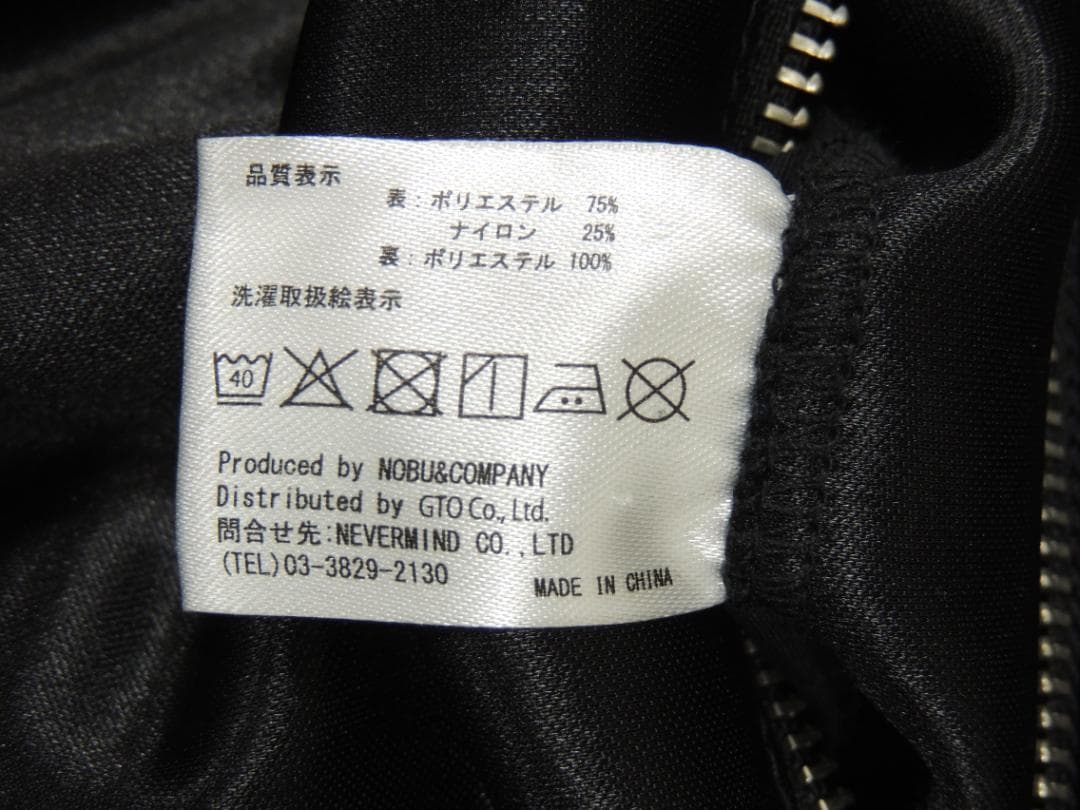 品質表示
表:ポリエステル 75%
ナイロン 25%
裏:ポリエステル 100%
洗濯取扱絵表示
40
Produced by NOBU&COMPANY
Distributed by GTO Co., Ltd.
問合せ先:NEVERMIND CO.,LTD
(TEL)03-3829-2130
MADE IN CHINA